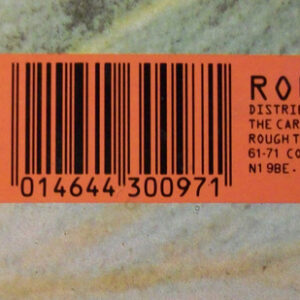 014644 300971
RO
DISTRI
THE CAR
ROUGH T
61-71 CO
N1 9BE.